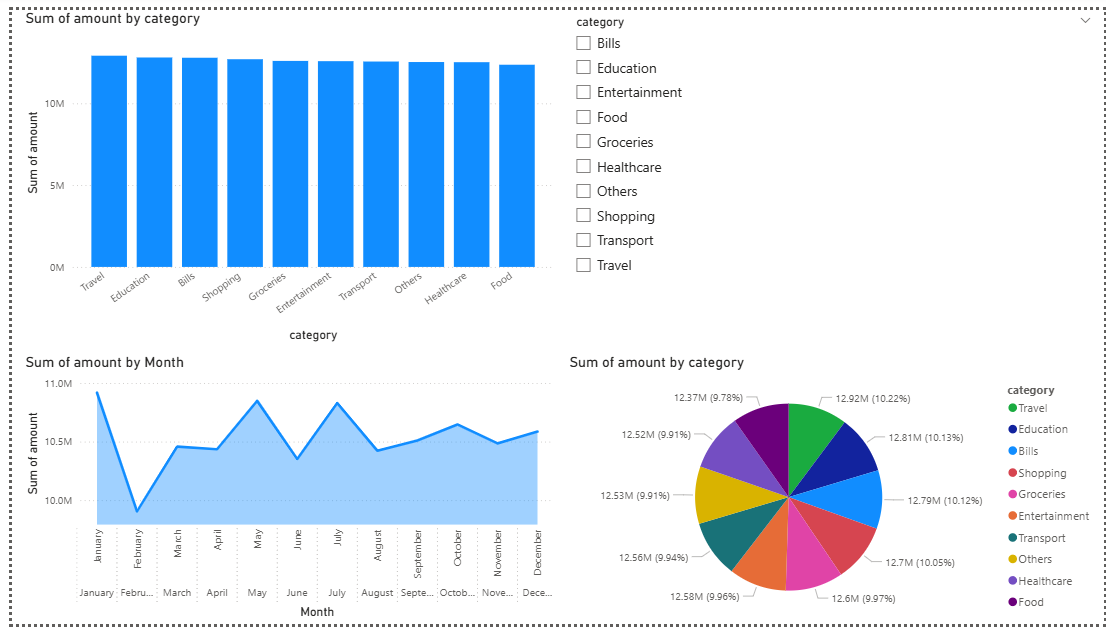 Sum of amount by category
Sum of amount
10M
5M
0M
Travel
Education
Bills
Shopping
Groceries
Entertainment
Transport
Others
Healthcare
Food
category
category
Bills
Education
Entertainment
Food
Groceries
Healthcare
Others
Shopping
Transport
Travel
Sum of amount by Month
Sum of amount
11.0M
10.5M
10.0M
January
February
March
April
May
June
July
August
September
October
November
December
January
Febru...
March
April
May
June
July
August
Septe...
Octob...
Nove...
Dece...
Month
Sum of amount by category
12.37M (9.78%)
12.92M (10.22%)
12.52M (9.91%)
12.81M (10.13%)
12.53M (9.91%)
12.79M (10.12%)
12.56M (9.94%)
12.7M (10.05%)
12.58M (9.96%)
12.6M (9.97%)
category
Travel
Education
Bills
Shopping
Groceries
Entertainment
Transport
Others
Healthcare
Food